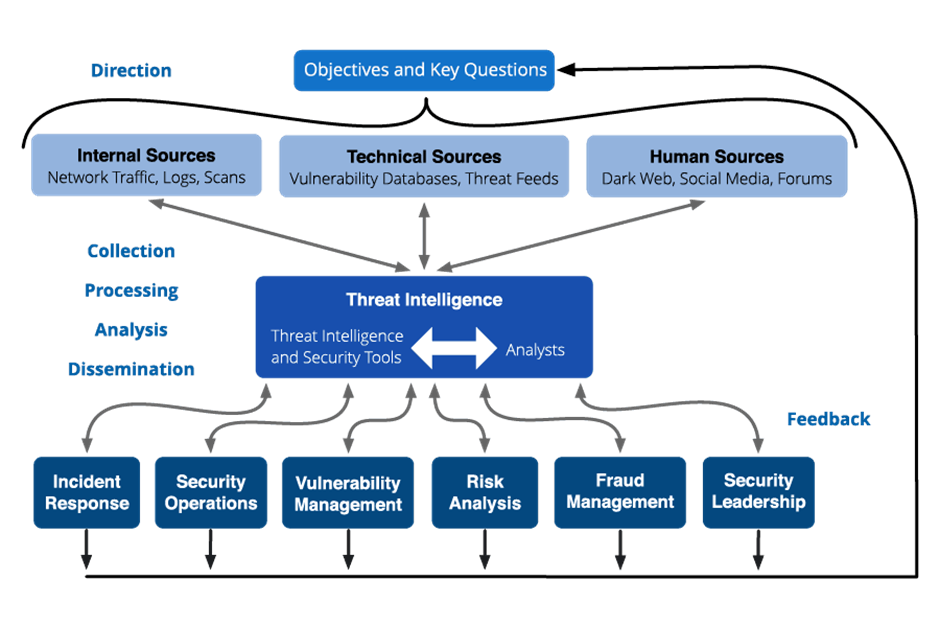 Direction
Objectives and Key Questions
Internal Sources
Network Traffic, Logs, Scans
Technical Sources
Vulnerability Databases, Threat Feeds
Human Sources
Dark Web, Social Media, Forums
Collection
Processing
Analysis
Dissemination
Threat Intelligence
Threat Intelligence
and Security Tools
Analysts
Feedback
Incident
Response
Security
Operations
Vulnerability
Management
Risk
Analysis
Fraud
Management
Security
Leadership